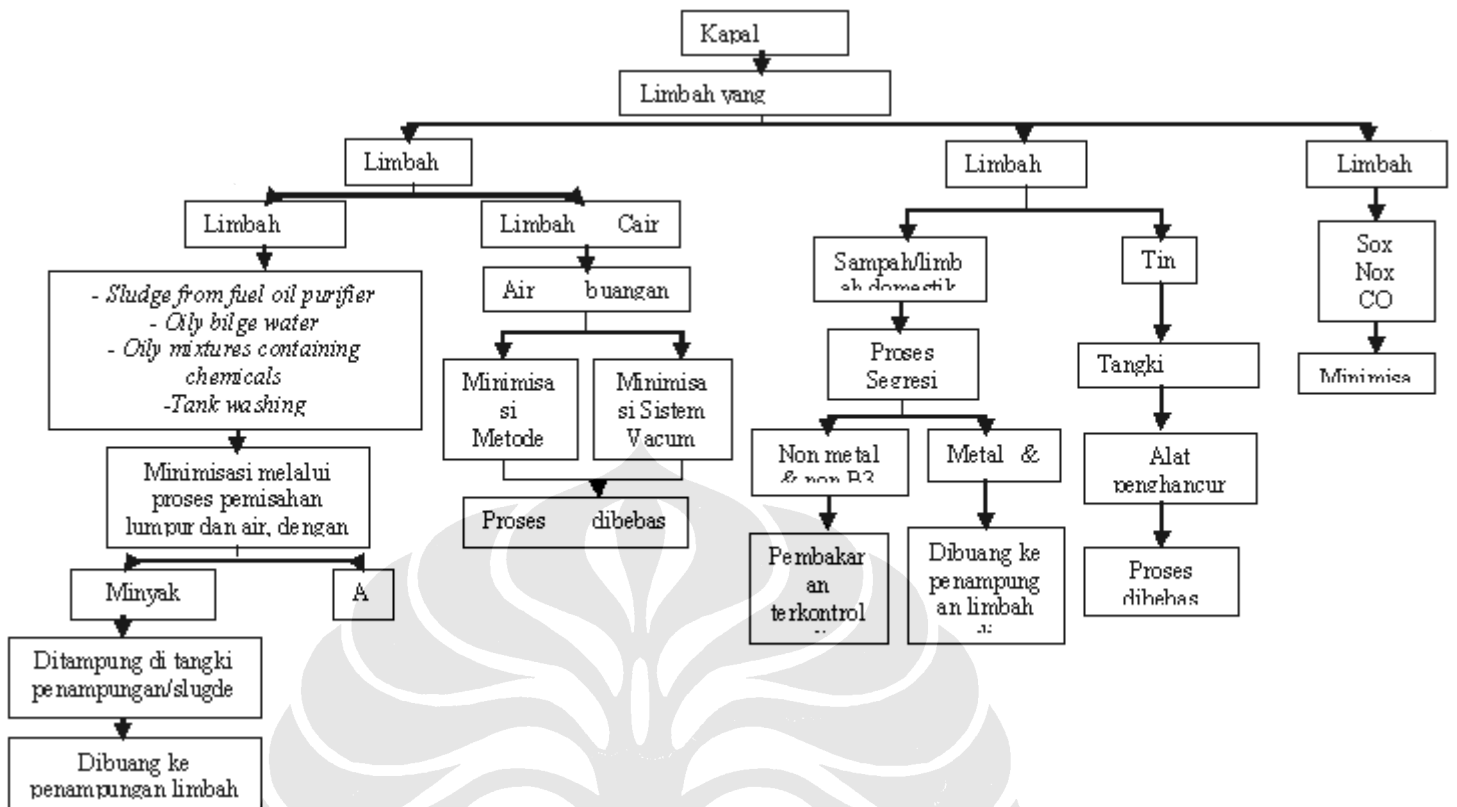 Kapal
Limbah yang
Limbah
Limbah
Limbah
Limbah
Limbah Cair
Sampah/limb
ah domestik
Tin
Sox
Nox
CO
- Sludge from fuel oil purifier
- Oily bilge water
- Oily mixtures containing
chemicals
-Tank washing
Air buangan
Proses
Segresi
Tangki
Minimisa
Minimisa
si
Metode
Minimisa
si Sistem
Vacum
Non metal
& non B3
Metal &
Alat
penghancur
Minimisasi melalui
proses pemisahan
lumpur dan air, dengan
Proses dibebas
Pembakar
an
terkontrol
Dibuang ke
penampung
an limbah
Proses
dibebas
Minyak
A
Ditampung di tangki
penampungan/slugde
Dibuang ke
penampungan limbah